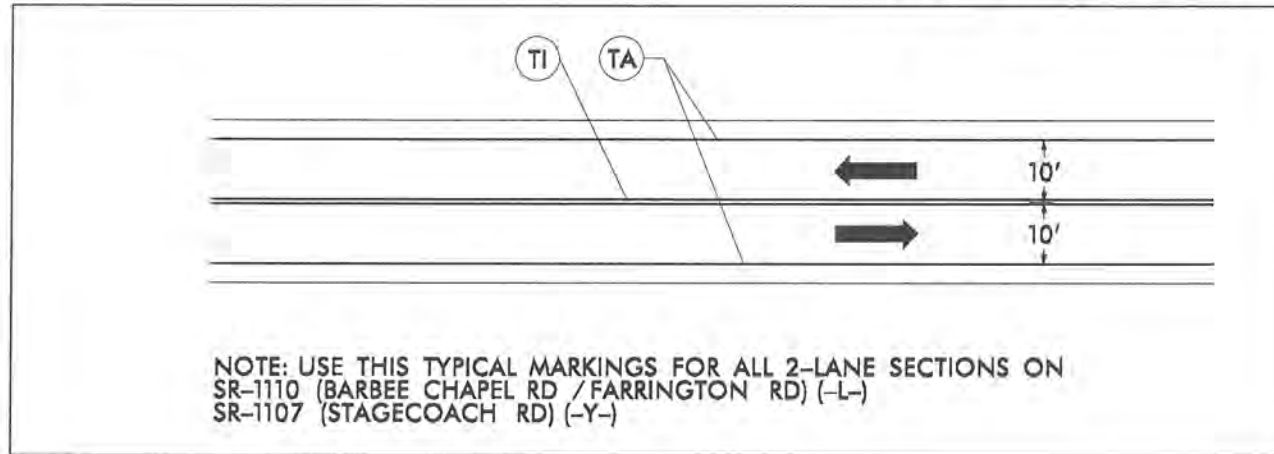 TI TA
10'
10'
NOTE: USE THIS TYPICAL MARKINGS FOR ALL 2-LANE SECTIONS ON
SR-1110 (BARBEE CHAPEL RD / FARRINGTON RD) (-L-)
SR-1107 (STAGECOACH RD) (-Y-)